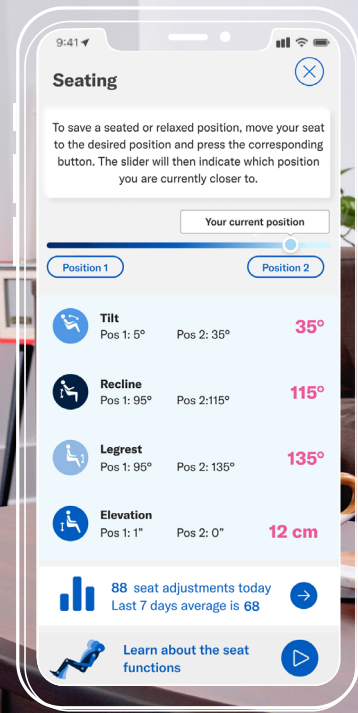 9:41
Seating
To save a seated or relaxed position, move your seat
to the desired position and press the corresponding
button. The slider will then indicate which position
you are currently closer to.
Your current position
Position 1 Position 2
Tilt
Pos 1: 5° Pos 2: 35° 35°
Recline
Pos 1: 95° Pos 2:115° 115°
Legrest
Pos 1: 95° Pos 2: 135° 135°
Elevation
Pos 1: 1” Pos 2: 0” 12 cm
88 seat adjustments today
Last 7 days average is 68
Learn about the seat
functions